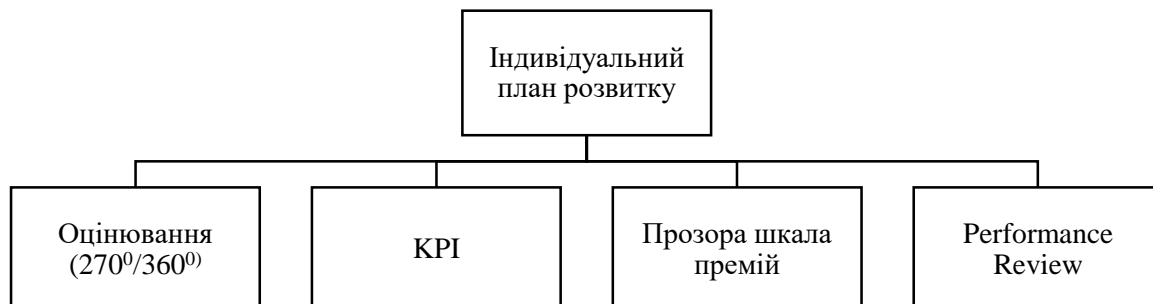 Індивідуальний
план розвитку
Оцінювання
(270⁰/360⁰⁾
KPI
Прозора шкала
премій
Performance
Review